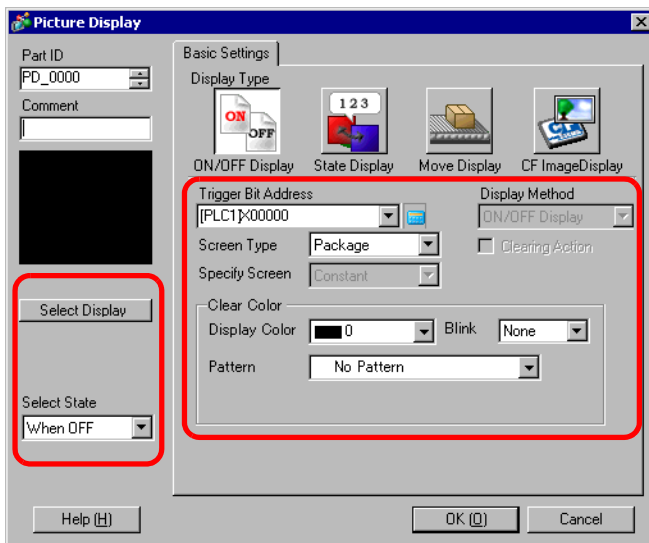 Picture Display
Part ID
PD_0000
Comment
Select Display
Select State
When OFF
Basic Settings
Display Type
ON
OFF
123
CF
ON/OFF Display
State Display
Move Display
CF ImageDisplay
Trigger Bit Address
[PLC1]X00000
Display Method
ON/OFF Display
Screen Type
Package
Clearing Action
Specify Screen
Constant
Clear Color
Display Color
0
Blink
None
Pattern
No Pattern
Help (H)
OK (O)
Cancel